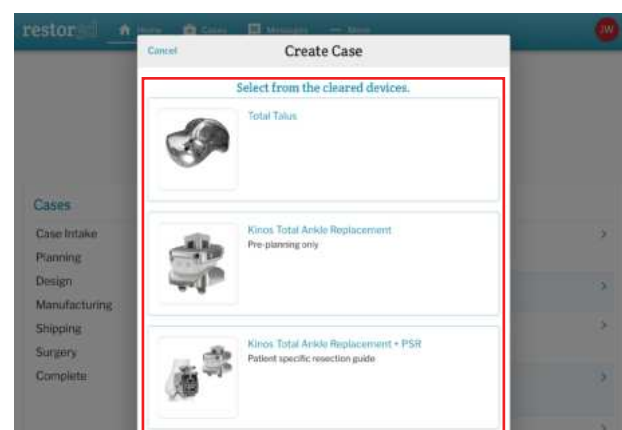 restor3d Home Cases Messages More JW
Cancel Create Case
Select from the cleared devices.
Total Talus
Kinos Total Ankle Replacement
Pre-planning only
Kinos Total Ankle Replacement + PSR
Patient specific resection guide
Cases
Case Intake
Planning
Design
Manufacturing
Shipping
Surgery
Complete